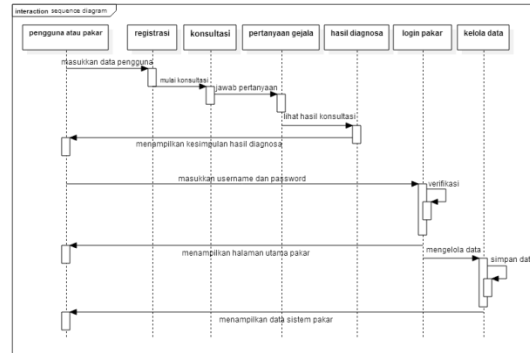 interaction sequence diagram
pengguna atau pakar
registrasi
konsultasi
pertanyaan gejala
hasil diagnosa
login pakar
kelola data
masukkan data pengguna
mulai konsultasi
jawab pertanyaan
lihat hasil konsultasi
menampilkan kesimpulan hasil diagnosa
masukkan username dan password
verifikasi
menampilkan halaman utama pakar
mengelola data
simpan dat
menampilkan data sistem pakar